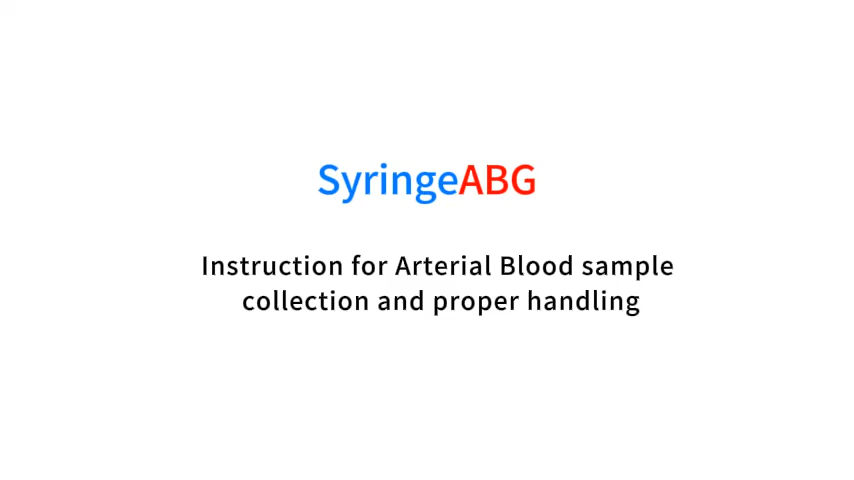 SyringeABG
Instruction for Arterial Blood sample
collection and proper handling